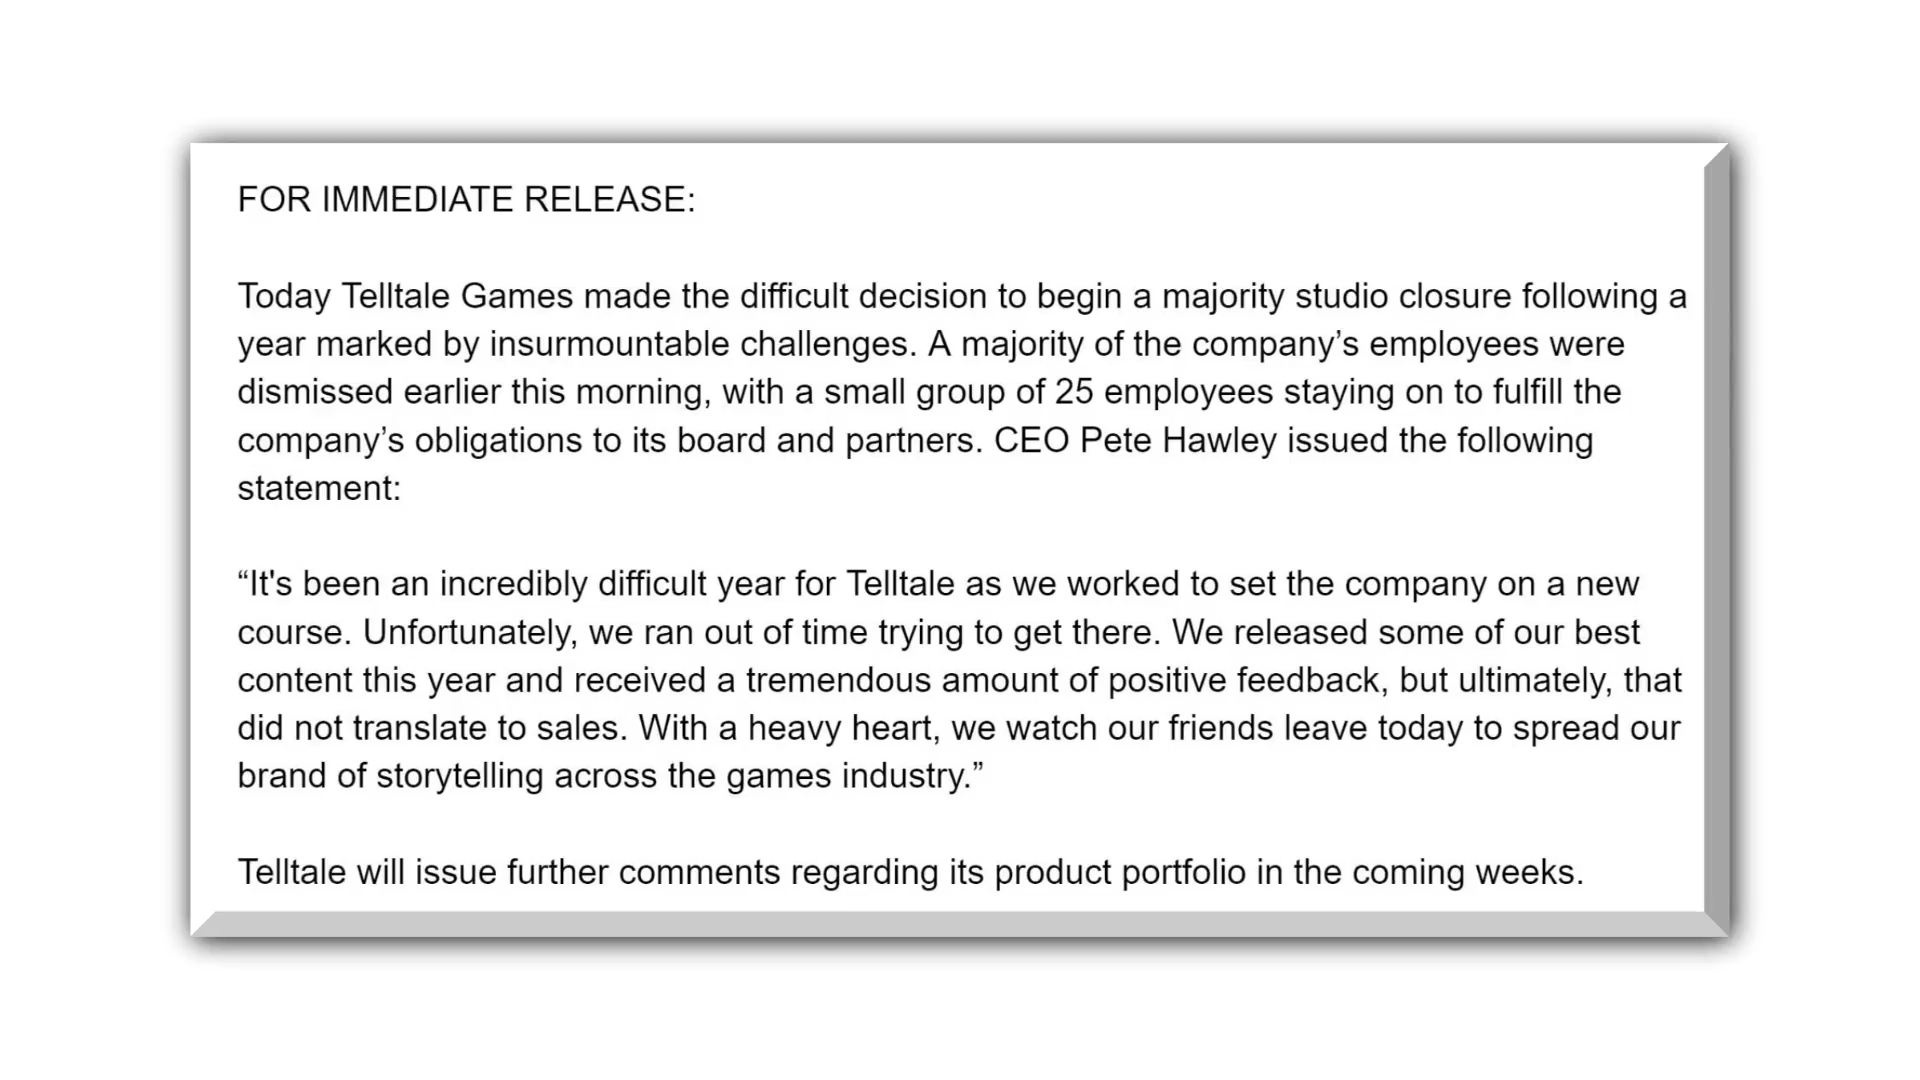 FOR IMMEDIATE RELEASE:
Today Telltale Games made the difficult decision to begin a majority studio closure following a
year marked by insurmountable challenges. A majority of the company’s employees were
dismissed earlier this morning, with a small group of 25 employees staying on to fulfill the
company’s obligations to its board and partners. CEO Pete Hawley issued the following
statement:
“It's been an incredibly difficult year for Telltale as we worked to set the company on a new
course. Unfortunately, we ran out of time trying to get there. We released some of our best
content this year and received a tremendous amount of positive feedback, but ultimately, that
did not translate to sales. With a heavy heart, we watch our friends leave today to spread our
brand of storytelling across the games industry.”
Telltale will issue further comments regarding its product portfolio in the coming weeks.